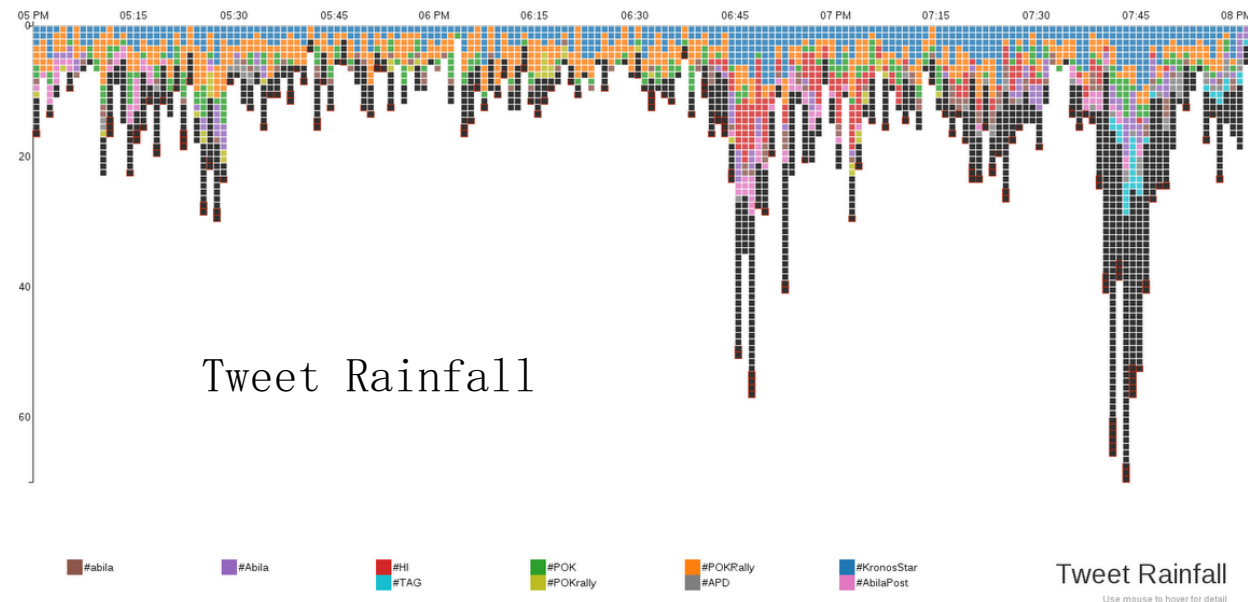 05 PM 05:15 05:30 05:45 06 PM 06:15 06:30 06:45 07 PM 07:15 07:30 07:45 08 PM
0
20
40
60
Tweet Rainfall
#abila #Abila #HI #POK #POKRally #KronosStar
#TAG #POKrally #APD #AbilaPost
Tweet Rainfall
Use mouse to hover for detail